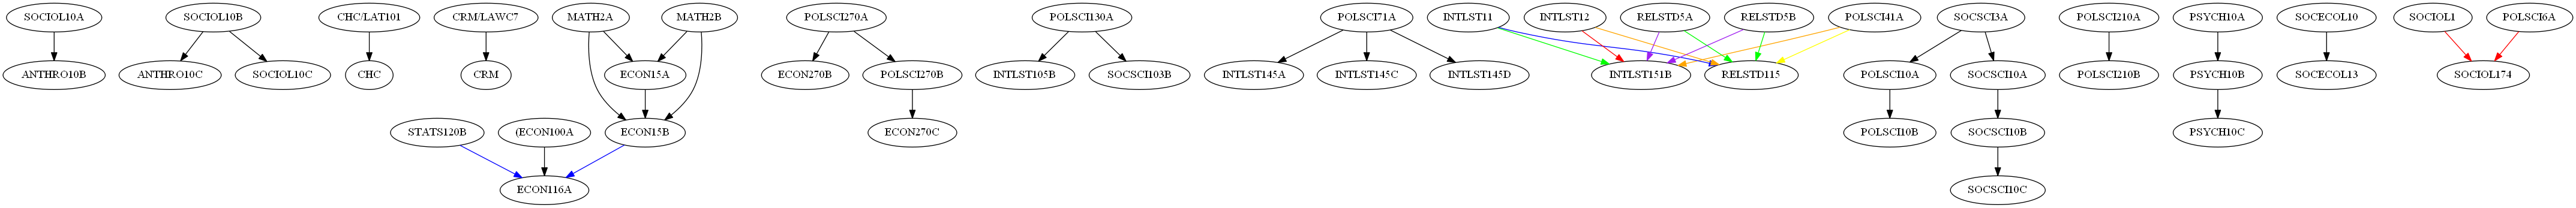 SOCIOL10A
SOCIOL10B
CHC/LAT101
CRM/LAWC7
MATH2A
MATH2B
POLSCI270A
POLSCI130A
POLSCI71A
INTLST11
INTLST12
RELSTD5A
RELSTD5B
POLSCI41A
SOCSCI3A
POLSCI210A
PSYCH10A
SOCECOL10
SOCIOL1
POLSCI6A
ANTHRO10B
ANTHRO10C
SOCIOL10C
CHC
CRM
ECON15A
ECON270B
POLSCI270B
INTLST105B
SOCSCI103B
INTLST145A
INTLST145C
INTLST145D
INTLST151B
RELSTD115
POLSCI10A
SOCSCI10A
POLSCI210B
PSYCH10B
SOCECOL13
SOCIOL174
STATS120B
(ECON100A
ECON15B
ECON270C
POLSCI10B
SOCSCI10B
PSYCH10C
ECON116A
SOCSCI10C